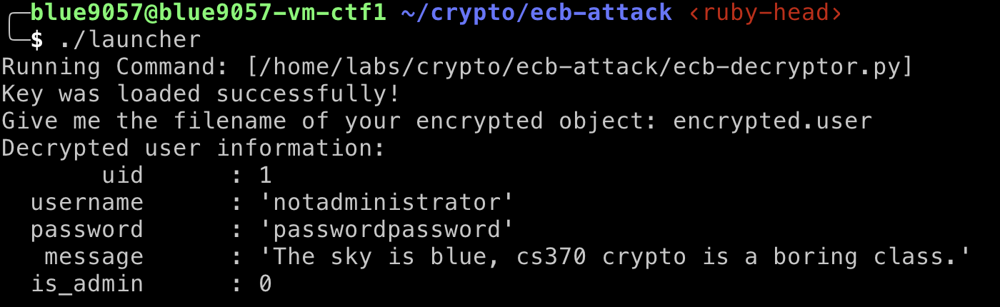 blue9057@blue9057-vm-ctf1 ~/crypto/ecb-attack <ruby-head>
$ ./launcher
Running Command: [/home/labs/crypto/ecb-attack/ecb-decryptor.py]
Key was loaded successfully!
Give me the filename of your encrypted object: encrypted.user
Decrypted user information:
uid : 1
username : 'notadministrator'
password : 'passwordpassword'
message : 'The sky is blue, cs370 crypto is a boring class.'
is_admin : 0